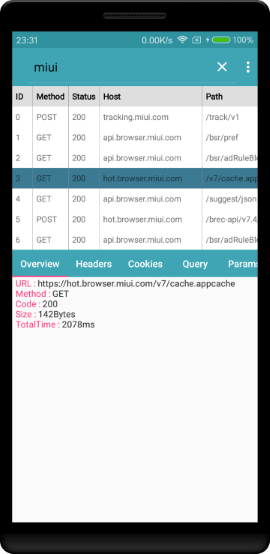 23:31 0.00K/s 100%
miui
ID Method Status Host Path
0 POST 200 tracking.miui.com /track/v1
1 GET 200 api.browser.miui.com /bsr/pref
2 GET 200 api.browser.miui.com /bsr/adRuleBl
3 GET 200 hot.browser.miui.com /v7/cache.app
4 GET 200 api.browser.miui.com /suggest/json
5 POST 200 hot.browser.miui.com /brec-api/v7.4
6 GET 200 api.browser.miui.com /bsr/adRuleBl
Overview Headers Cookies Query Params
URL : https://hot.browser.miui.com/v7/cache.appcache
Method : GET
Code : 200
Size : 142Bytes
TotalTime : 2078ms